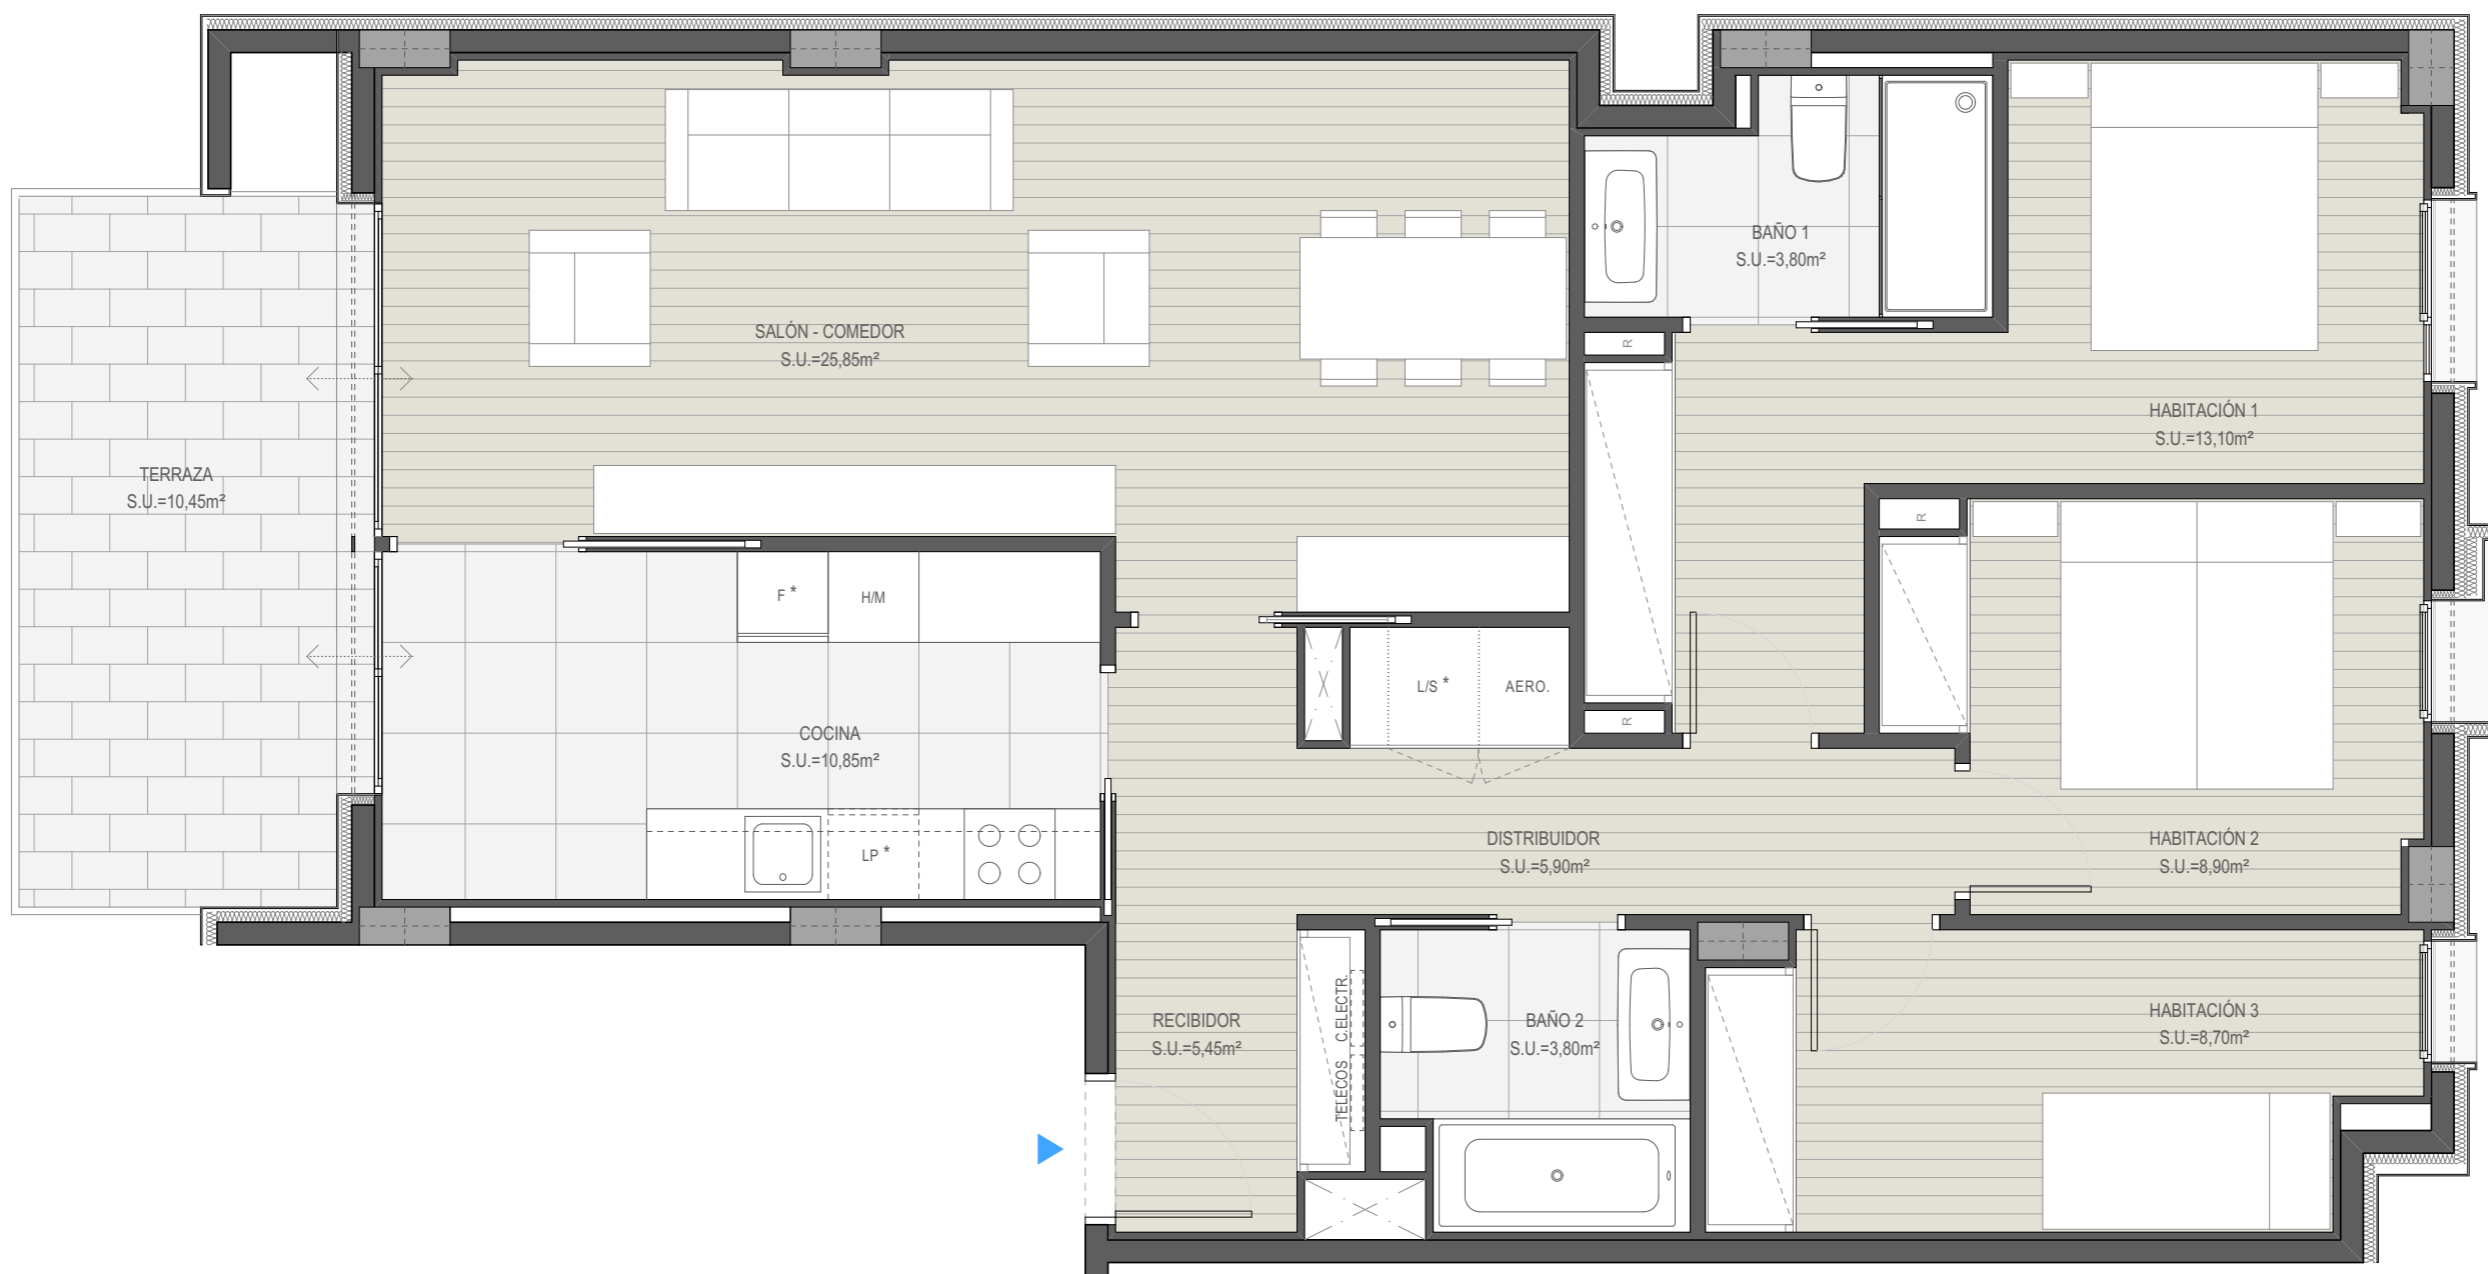 SALÓN - COMEDOR
S.U.=25,85m²
BAÑO 1
S.U.=3,80m²
R
HABITACIÓN 1
S.U.=13,10m²
TERRAZA
S.U.=10,45m²
R
F *
H/M
L/S *
AERO.
R
COCINA
S.U.=10,85m²
LP *
DISTRIBUIDOR
S.U.=5,90m²
HABITACIÓN 2
S.U.=8,90m²
RECIBIDOR
S.U.=5,45m²
TELECOS C.ELECTR.
BAÑO 2
S.U.=3,80m²
HABITACIÓN 3
S.U.=8,70m²